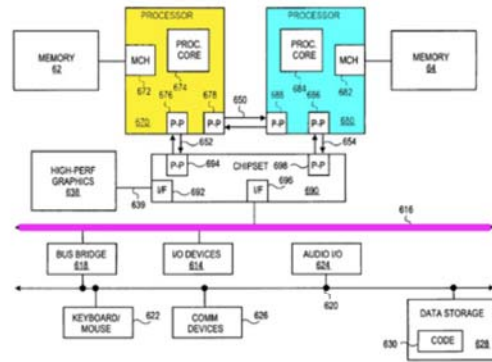 PROCESSOR
PROCESSOR
MEMORY
62
MCH
672
PROC.
CORE
674
676
678
P-P
P-P
670
650
PROC.
CORE
684
MCH
682
MEMORY
64
686
P-P
P-P
680
652
654
HIGH-PERF
GRAPHICS
638
639
P-P
694
CHIPSET
698
P-P
I/F
692
I/F
696
690
616
BUS BRIDGE
618
I/O DEVICES
614
AUDIO I/O
624
620
KEYBOARD/
MOUSE
622
COMM
DEVICES
626
DATA STORAGE
630
CODE
628